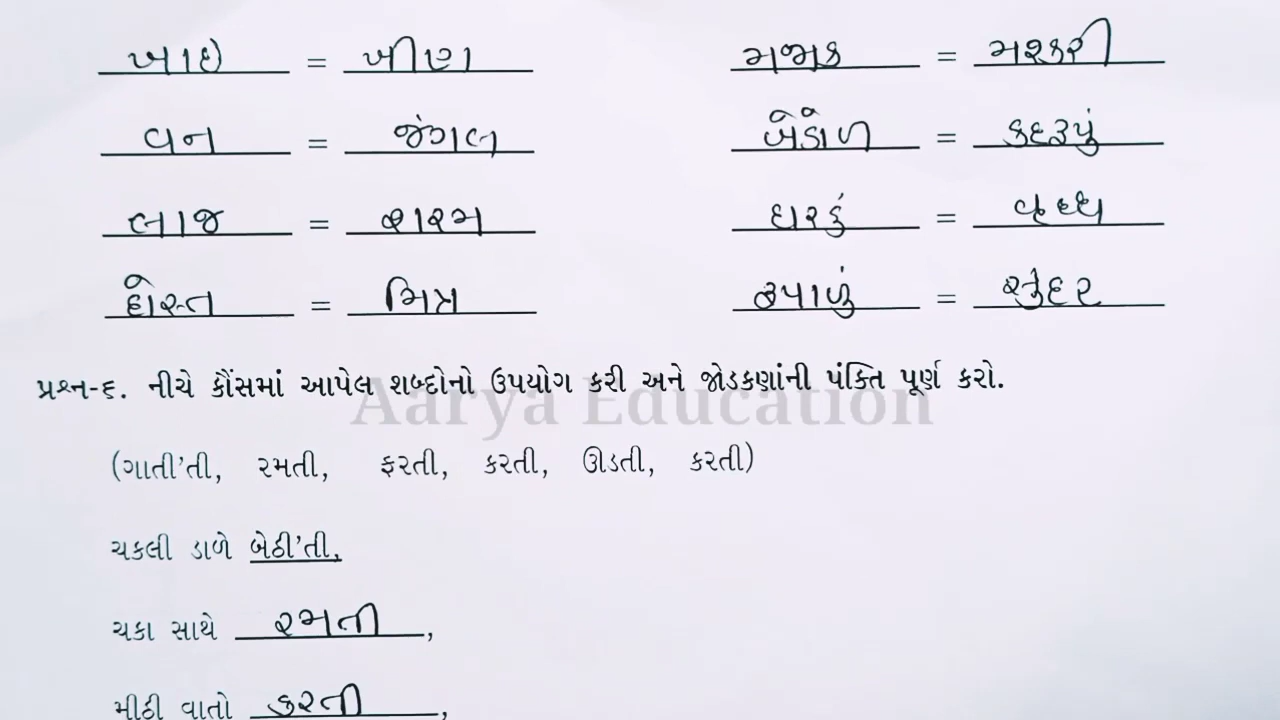 ખાઇ = ખીણ મજાક = મશ્કરી
વન = જંગલ બેડોળ = કદરૂપું
લાજ = શરમ ઘરડું = વૃધ્ધ
દોસ્ત = મિત્ર રૂપાળું = સુંદર
પ્રશ્ન-૬. નીચે કૌંસમાં આપેલ શબ્દોનો ઉપયોગ કરી અને જોડકણાંની પંક્તિ પૂર્ણ કરો.
Aarya Education
(ગાતી'તી, રમતી, ફરતી, કરતી, ઊડતી, કરતી)
ચકલી ડાળે બેઠી'તી,
ચકા સાથે રમતી,
મીઠી વાતો કરતી,